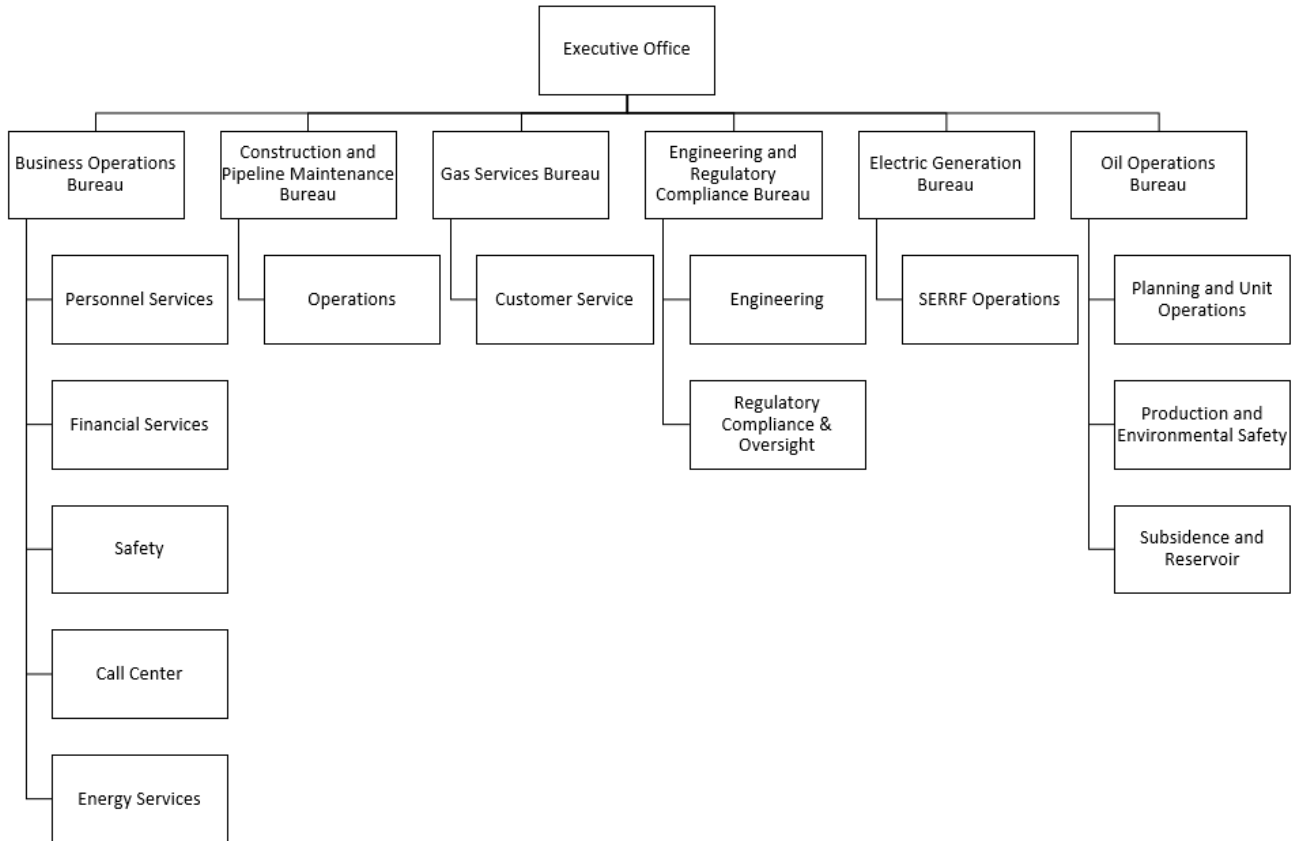 Executive Office
Business Operations
Bureau
Construction and
Pipeline Maintenance
Bureau
Gas Services Bureau
Engineering and
Regulatory
Compliance Bureau
Electric Generation
Bureau
Oil Operations
Bureau
Personnel Services
Operations
Customer Service
Engineering
SERRF Operations
Planning and Unit
Operations
Financial Services
Regulatory
Compliance &
Oversight
Production and
Environmental Safety
Safety
Subsidence and
Reservoir
Call Center
Energy Services